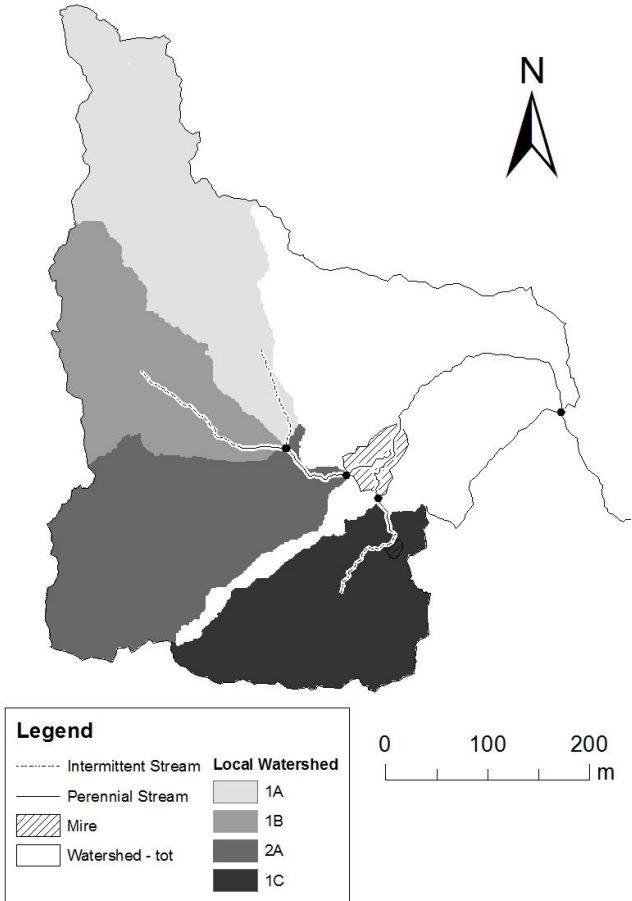 N
Legend
Intermittent Stream
Perennial Stream
Mire
Watershed - tot
Local Watershed
1A
1B
2A
1C
0 100 200
m